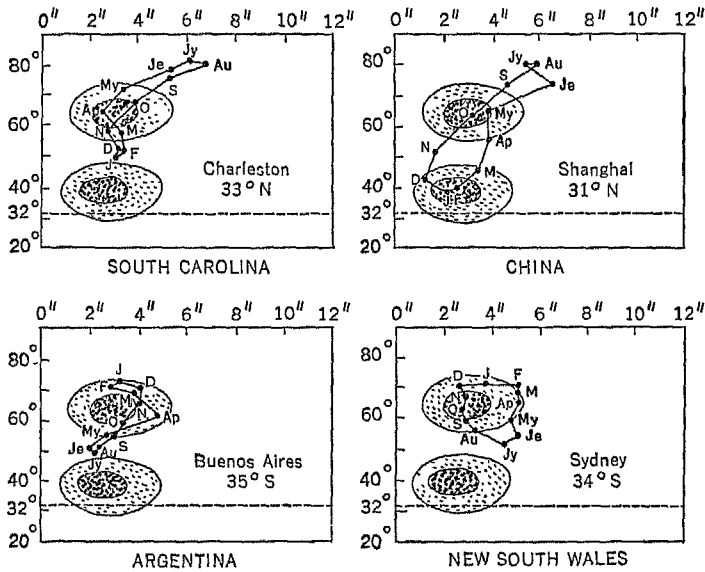 0" 2" 4" 6" 8" 10" 12"
80°
60°
40°
32°
20°
Jy
Je
Au
My
S
Ap
O
N
M
D
F
J
Charleston
33° N
SOUTH CAROLINA
0" 2" 4" 6" 8" 10" 12"
80°
60°
40°
32°
20°
Jy
Au
S
Je
O
My
Ap
N
M
D
J
F
Shanghai
31° N
CHINA
0" 2" 4" 6" 8" 10" 12"
80°
60°
40°
32°
20°
J
F
D
My
N
Ap
O
My
S
Je
Au
Jy
Buenos Aires
35° S
ARGENTINA
0" 2" 4" 6" 8" 10" 12"
80°
60°
40°
32°
20°
D
J
F
M
N
Ap
O
S
My
Au
Je
Jy
Sydney
34° S
NEW SOUTH WALES